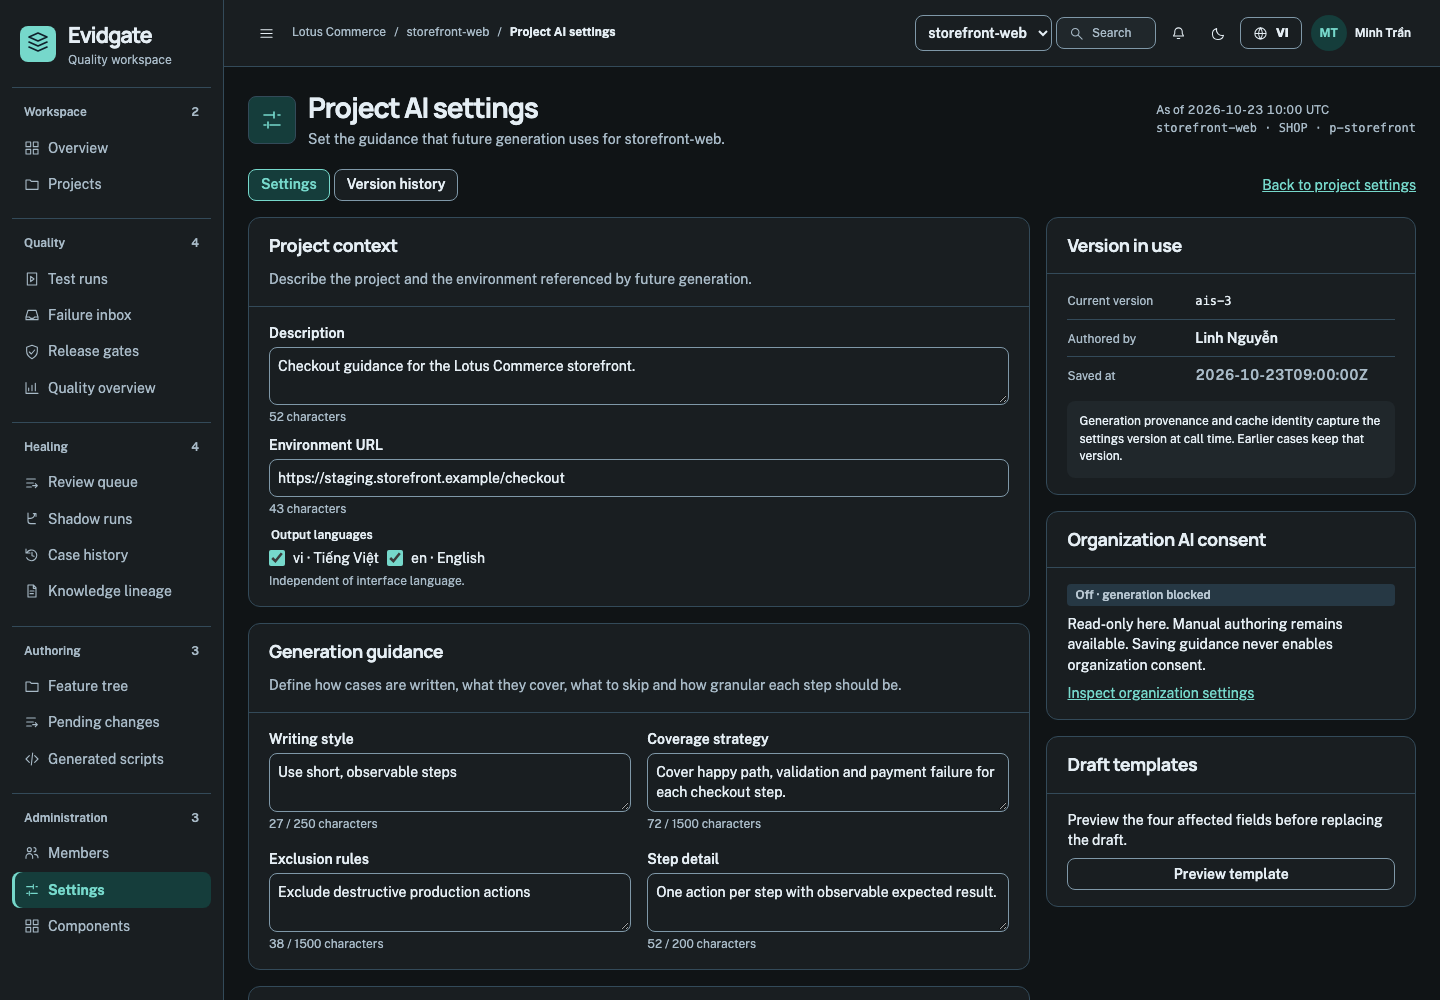 Evidgate
Quality workspace
Workspace 2
Overview
Projects
Quality 4
Test runs
Failure inbox
Release gates
Quality overview
Healing 4
Review queue
Shadow runs
Case history
Knowledge lineage
Authoring 3
Feature tree
Pending changes
Generated scripts
Administration 3
Members
Settings
Components
Lotus Commerce / storefront-web / Project AI settings
storefront-web
Search
VI
MT
Minh Trần
Project AI settings
Set the guidance that future generation uses for storefront-web.
As of 2026-10-23 10:00 UTC
storefront-web · SHOP · p-storefront
Settings
Version history
Back to project settings
Project context
Describe the project and the environment referenced by future generation.
Description
Checkout guidance for the Lotus Commerce storefront.
52 characters
Environment URL
https://staging.storefront.example/checkout
43 characters
Output languages
vi · Tiếng Việt
en · English
Independent of interface language.
Generation guidance
Define how cases are written, what they cover, what to skip and how granular each step should be.
Writing style
Use short, observable steps
27 / 250 characters
Coverage strategy
Cover happy path, validation and payment failure for
each checkout step.
72 / 1500 characters
Exclusion rules
Exclude destructive production actions
38 / 1500 characters
Step detail
One action per step with observable expected result.
52 / 200 characters
Version in use
Current version ais-3
Authored by Linh Nguyễn
Saved at 2026-10-23T09:00:00Z
Generation provenance and cache identity capture the
settings version at call time. Earlier cases keep that
version.
Organization AI consent
Off · generation blocked
Read-only here. Manual authoring remains
available. Saving guidance never enables
organization consent.
Inspect organization settings
Draft templates
Preview the four affected fields before replacing
the draft.
Preview template